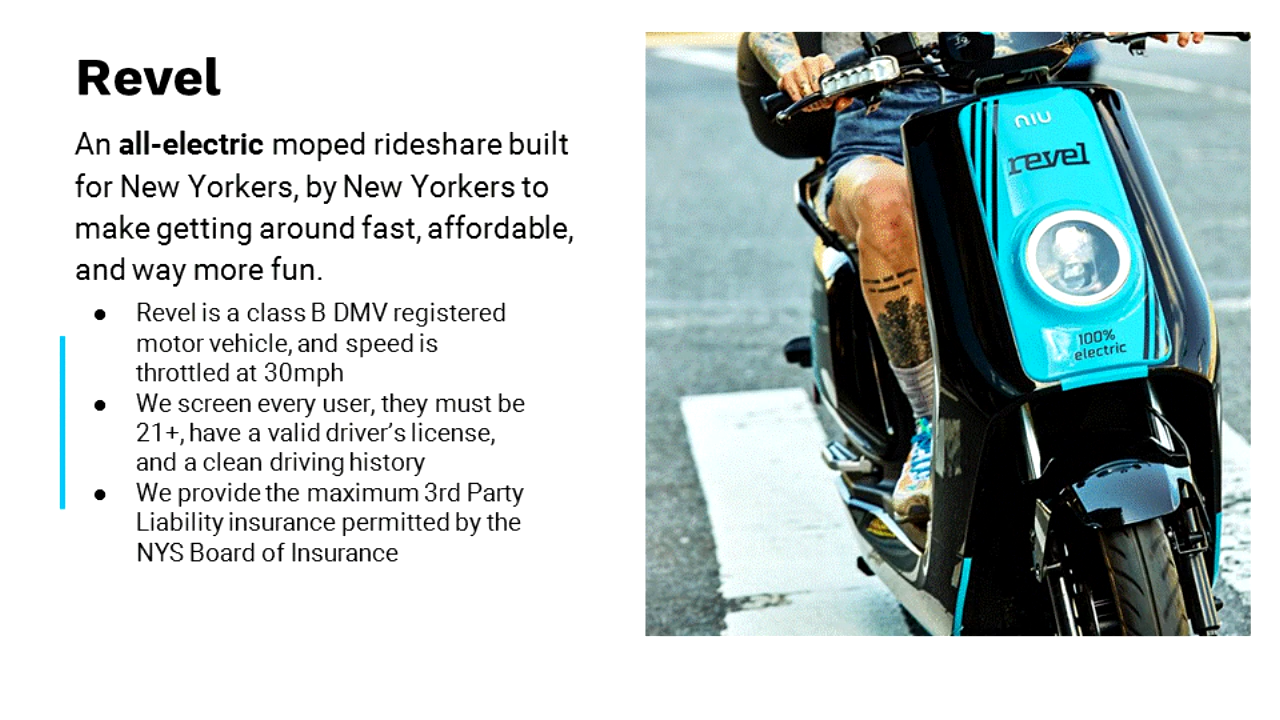 Revel
An all-electric moped rideshare built
for New Yorkers, by New Yorkers to
make getting around fast, affordable,
and way more fun.
● Revel is a class B DMV registered
motor vehicle, and speed is
throttled at 30mph
● We screen every user, they must be
21+, have a valid driver's license,
and a clean driving history
● We provide the maximum 3rd Party
Liability insurance permitted by the
NYS Board of Insurance
NIU
revel
100%
electric